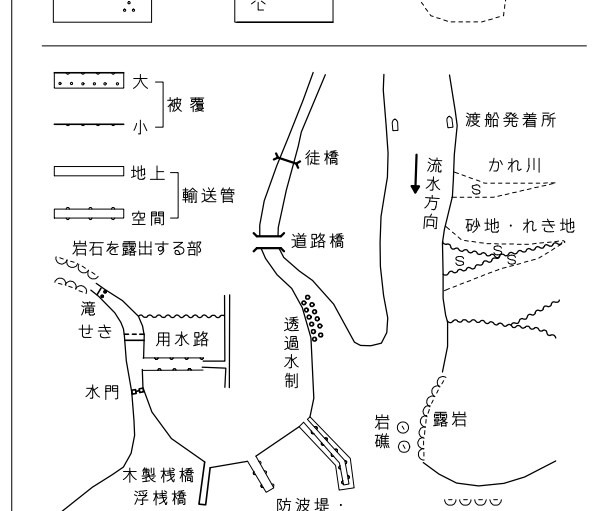 大
被覆
小
地上
輸送管
空間
岩石を露出する部
滝
せき
用水路
水門
木製桟橋
浮桟橋
徒橋
道路橋
透過水制
防波堤・
渡船発着所
流水方向
かれ川
S
砂地・れき地
S
S
S
岩礁
露岩